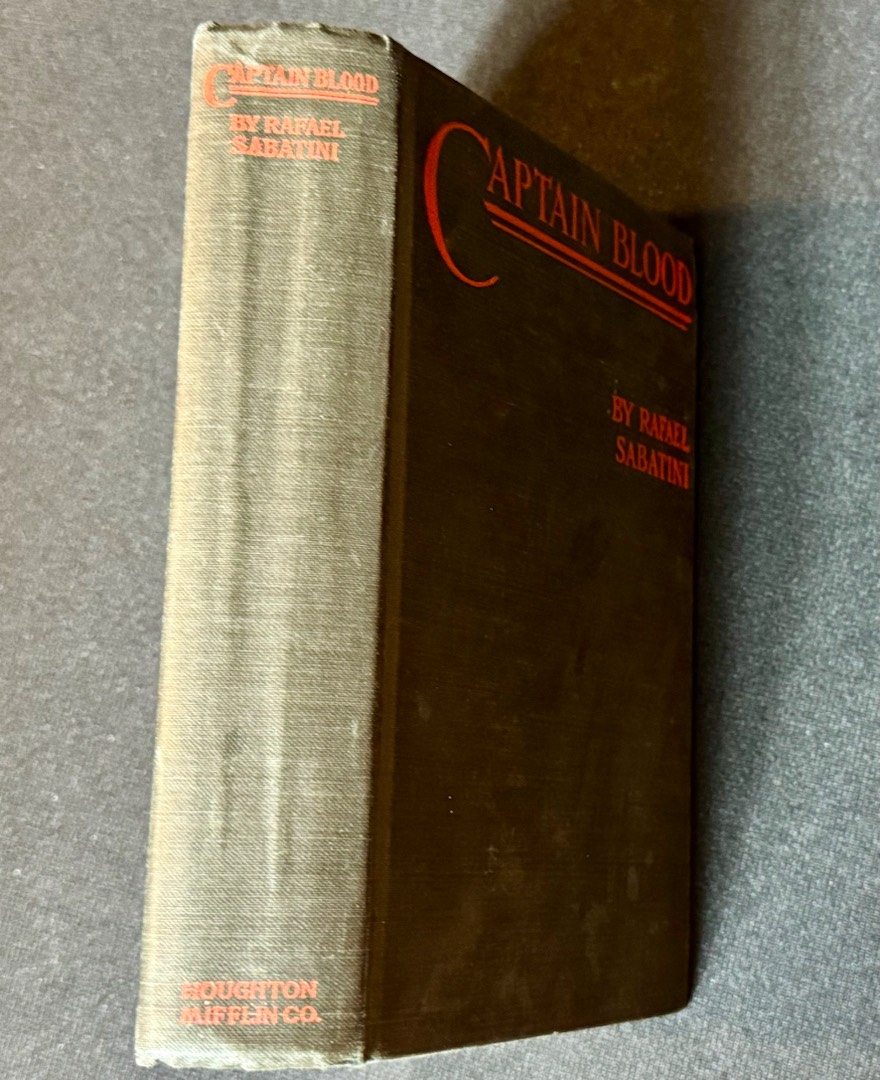 CAPTAIN BLOOD
BY RAFAEL
SABATINI
HOUGHTON
MIFFLIN CO.
CAPTAIN BLOOD
BY RAFAEL
SABATINI